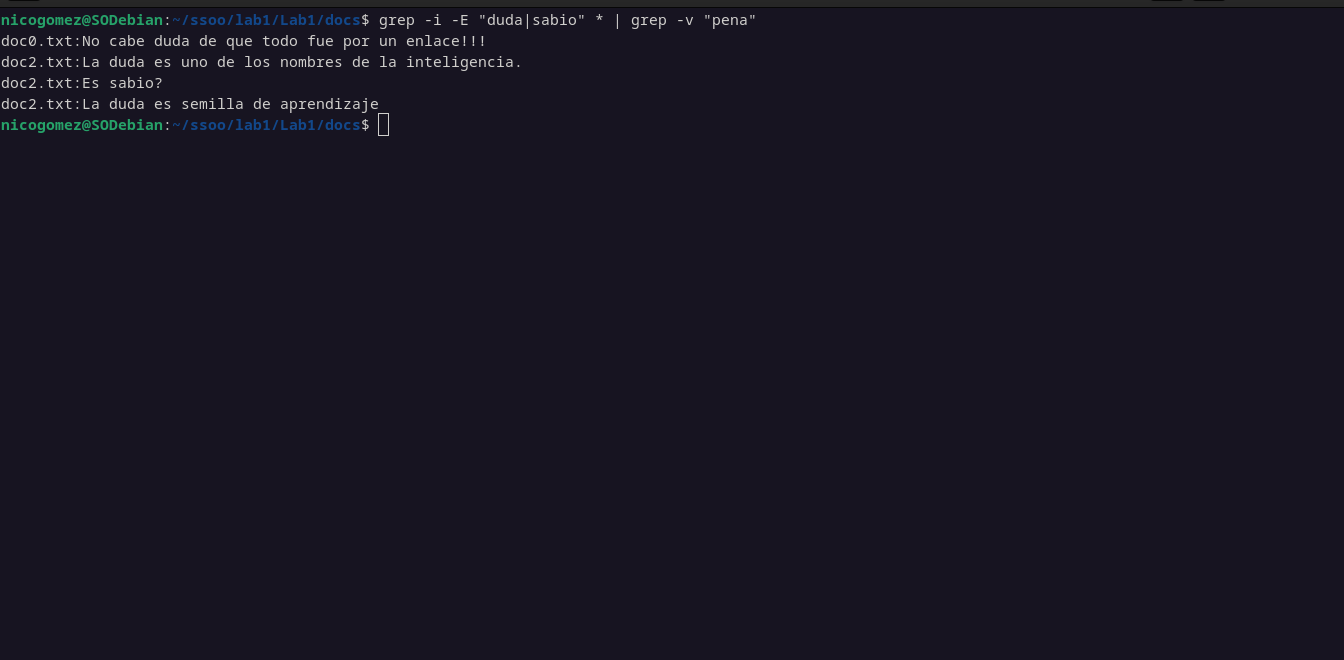 nicogomez@SODebian:~/ssoo/lab1/Lab1/docs$ grep -i -E "duda|sabio" * | grep -v "pena"
doc0.txt:No cabe duda de que todo fue por un enlace!!!
doc2.txt:La duda es uno de los nombres de la inteligencia.
doc2.txt:Es sabio?
doc2.txt:La duda es semilla de aprendizaje
nicogomez@SODebian:~/ssoo/lab1/Lab1/docs$